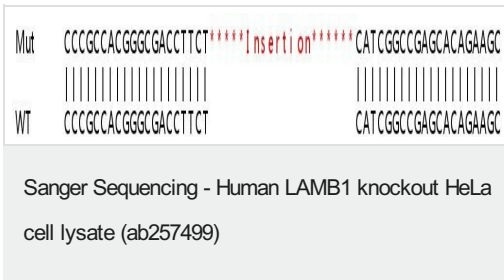 Mut CCCGCCACGGGCGACCTTCT*****Insertion******CATCGGCCGAGCACAGAAGC
||||||||||||||||||||                    ||||||||||||||||||||
WT CCCGCCACGGGCGACCTTCT CATCGGCCGAGCACAGAAGC
Sanger Sequencing - Human LAMB1 knockout HeLa
cell lysate (ab257499)